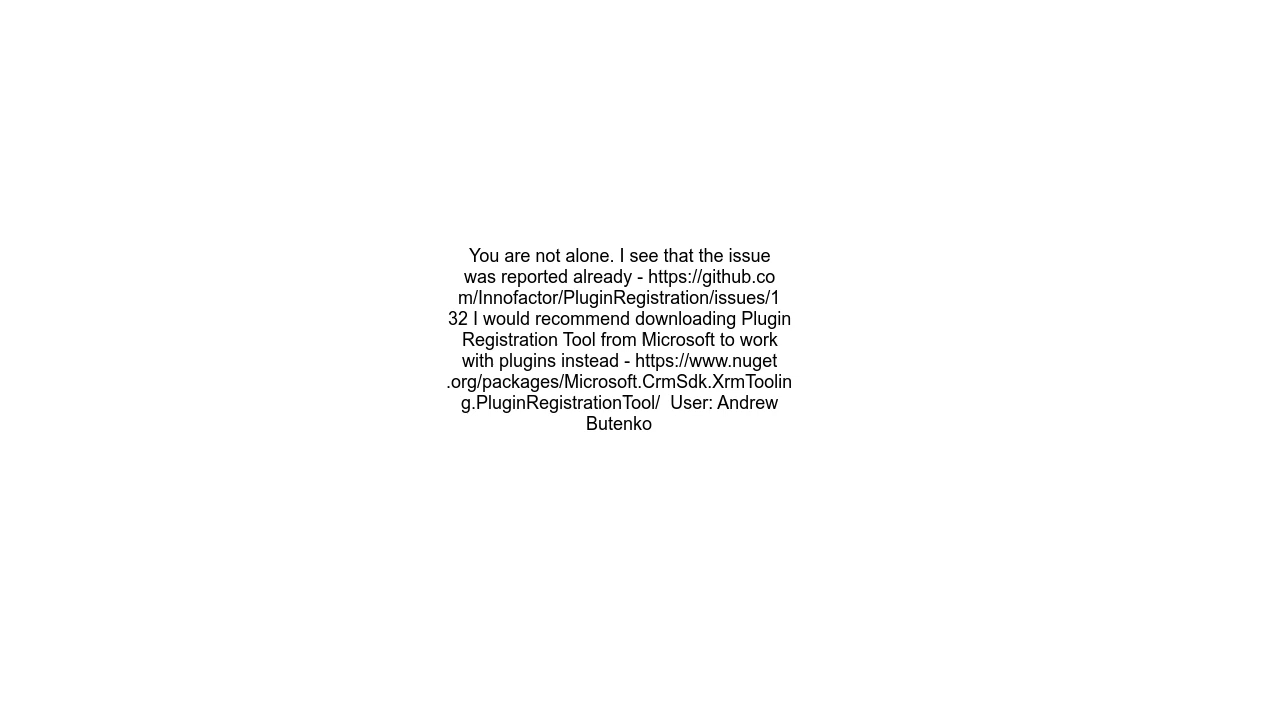 You are not alone. I see that the issue
was reported already - https://github.co
m/Innofactor/PluginRegistration/issues/1
32 I would recommend downloading Plugin
Registration Tool from Microsoft to work
with plugins instead - https://www.nuget
.org/packages/Microsoft.CrmSdk.XrmToolin
g.PluginRegistrationTool/  User: Andrew
Butenko